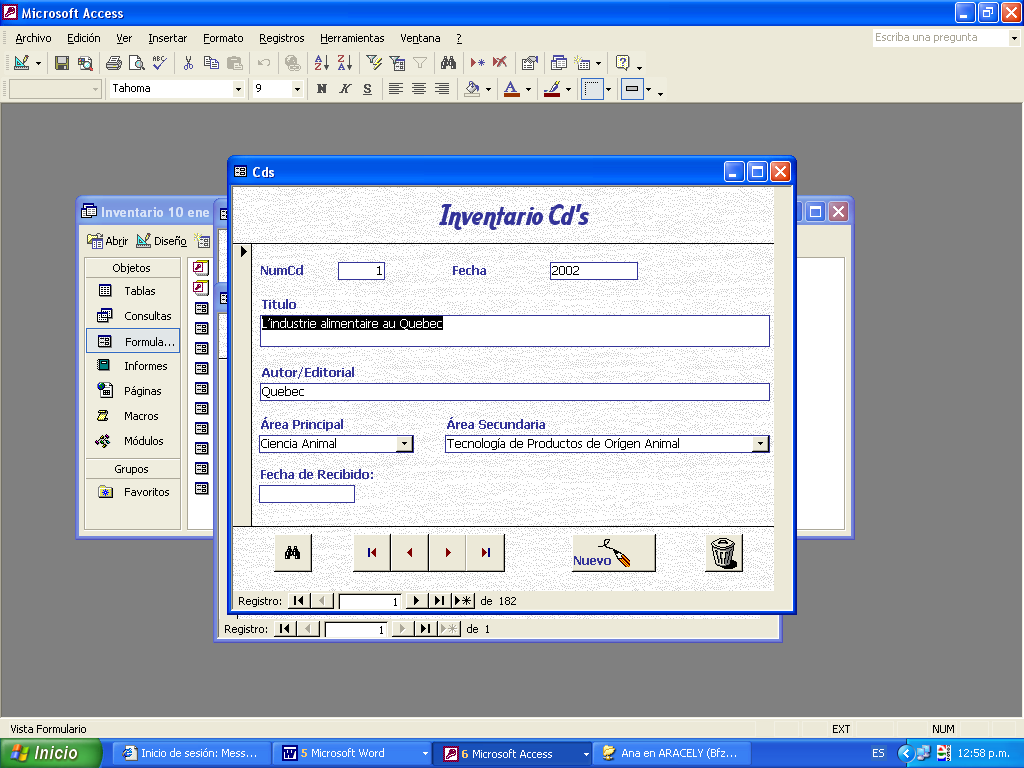 Microsoft Access
Archivo Edición Ver Insertar Formato Registros Herramientas Ventana ? Escriba una pregunta
Tahoma 9 N K S
Inventario 10 ene
Abrir Diseño
Objetos
Tablas
Consultas
Formula...
Informes
Páginas
Macros
Módulos
Grupos
Favoritos
Cds
Inventario Cd's
NumCd 1 Fecha 2002
Titulo
L'industrie alimentaire au Quebec
Autor/Editorial
Quebec
Área Principal Área Secundaria
Ciencia Animal Tecnología de Productos de Orígen Animal
Fecha de Recibido:
Nuevo
Registro: 1 de 182
Registro: 1 de 1
Vista Formulario EXT NUM
Inicio Inicio de sesión: Mess... 5 Microsoft Word 6 Microsoft Access Ana en ARACELY (Bfz... ES 12:58 p.m.